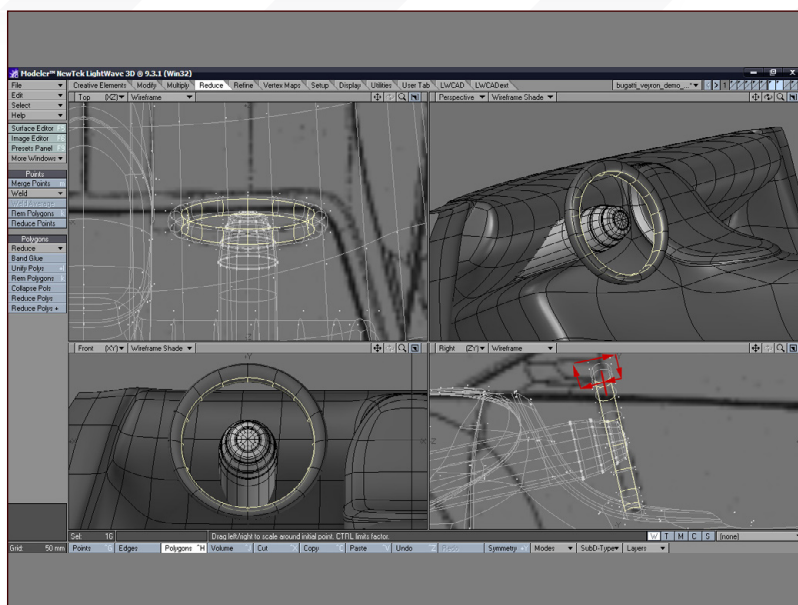 Modeler™ NewTek LightWave 3D ® 9.3.1 (Win32)
File
Creative Elements Modify Multiply Reduce Refine Vertex Maps Setup Display Utilities User Tab LWCAD LWCADext
bugatti_veyron_demo_...* 1
Edit
Select
Help
Surface Editor
Image Editor
Presets Panel
More Windows
Points
Merge Points
Weld
Weld Average
Rem Polygons
Reduce Points
Polygons
Reduce
Band Glue
Unify Polys
Rem Polygons
Collapse Pols
Reduce Polys
Reduce Polys +
Top (XZ) Wireframe
Perspective Wireframe Shade
Front (XY) Wireframe Shade
Right (ZY) Wireframe
Sel: 16 Drag left/right to scale around initial point. CTRL limits factor.
W T M C S (none)
Grid: 50 mm Points Edges Polygons ^H Volume Cut Copy Paste Undo Redo Symmetry Modes SubD-Type Layers